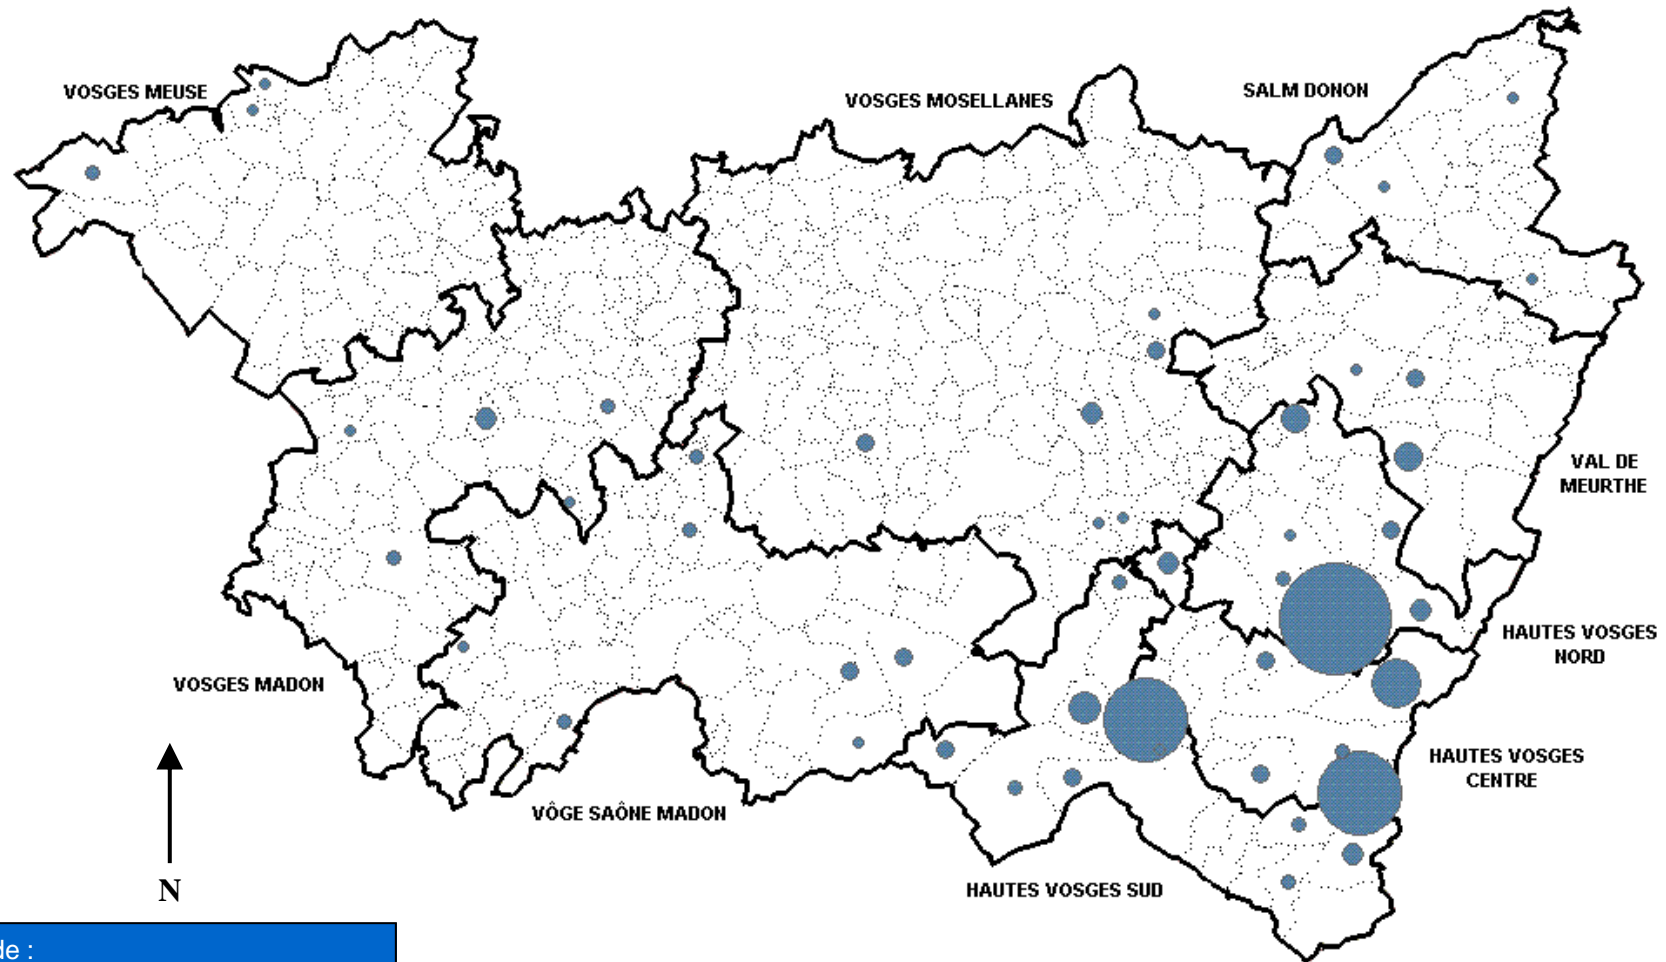 VOSGES MEUSE
VOSGES MOSELLANES
SALM DONON
VAL DE
MEURTHE
HAUTES VOSGES
NORD
VOSGES MADON
HAUTES VOSGES
CENTRE
VÔGE SAÔNE MADON
HAUTES VOSGES SUD
N
de :